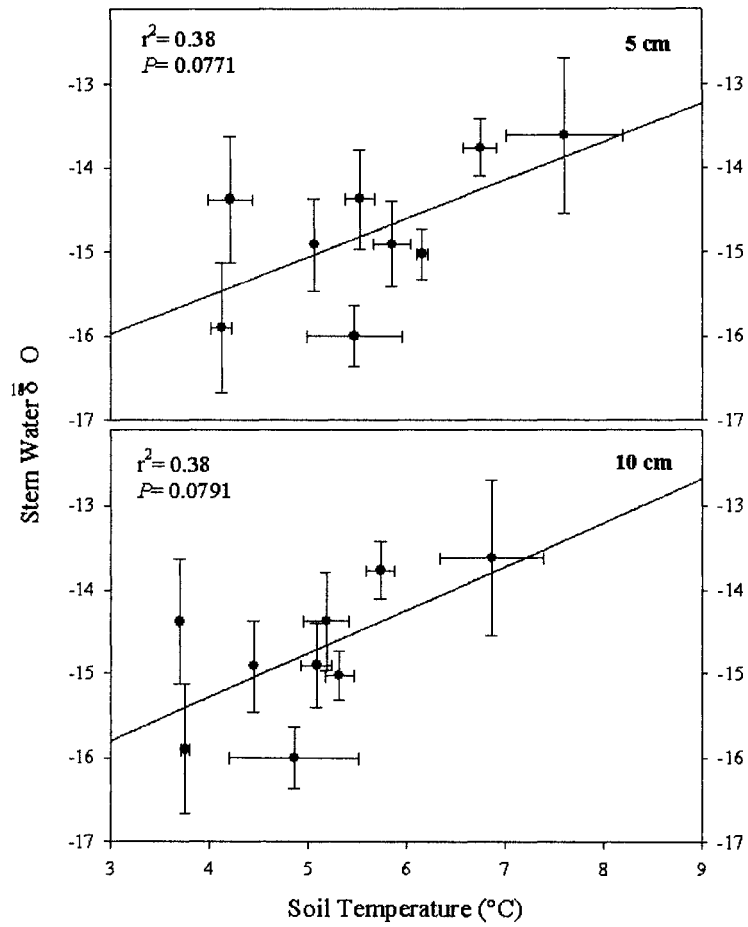 r²= 0.38
P= 0.0771
5 cm
-13 -13
-14 -14
-15 -15
-16 -16
-17 -17
Stem Water ¹⁸δ O
r²= 0.38
P= 0.0791
10 cm
-13 -13
-14 -14
-15 -15
-16 -16
-17 -17
3 4 5 6 7 8 9
Soil Temperature (°C)